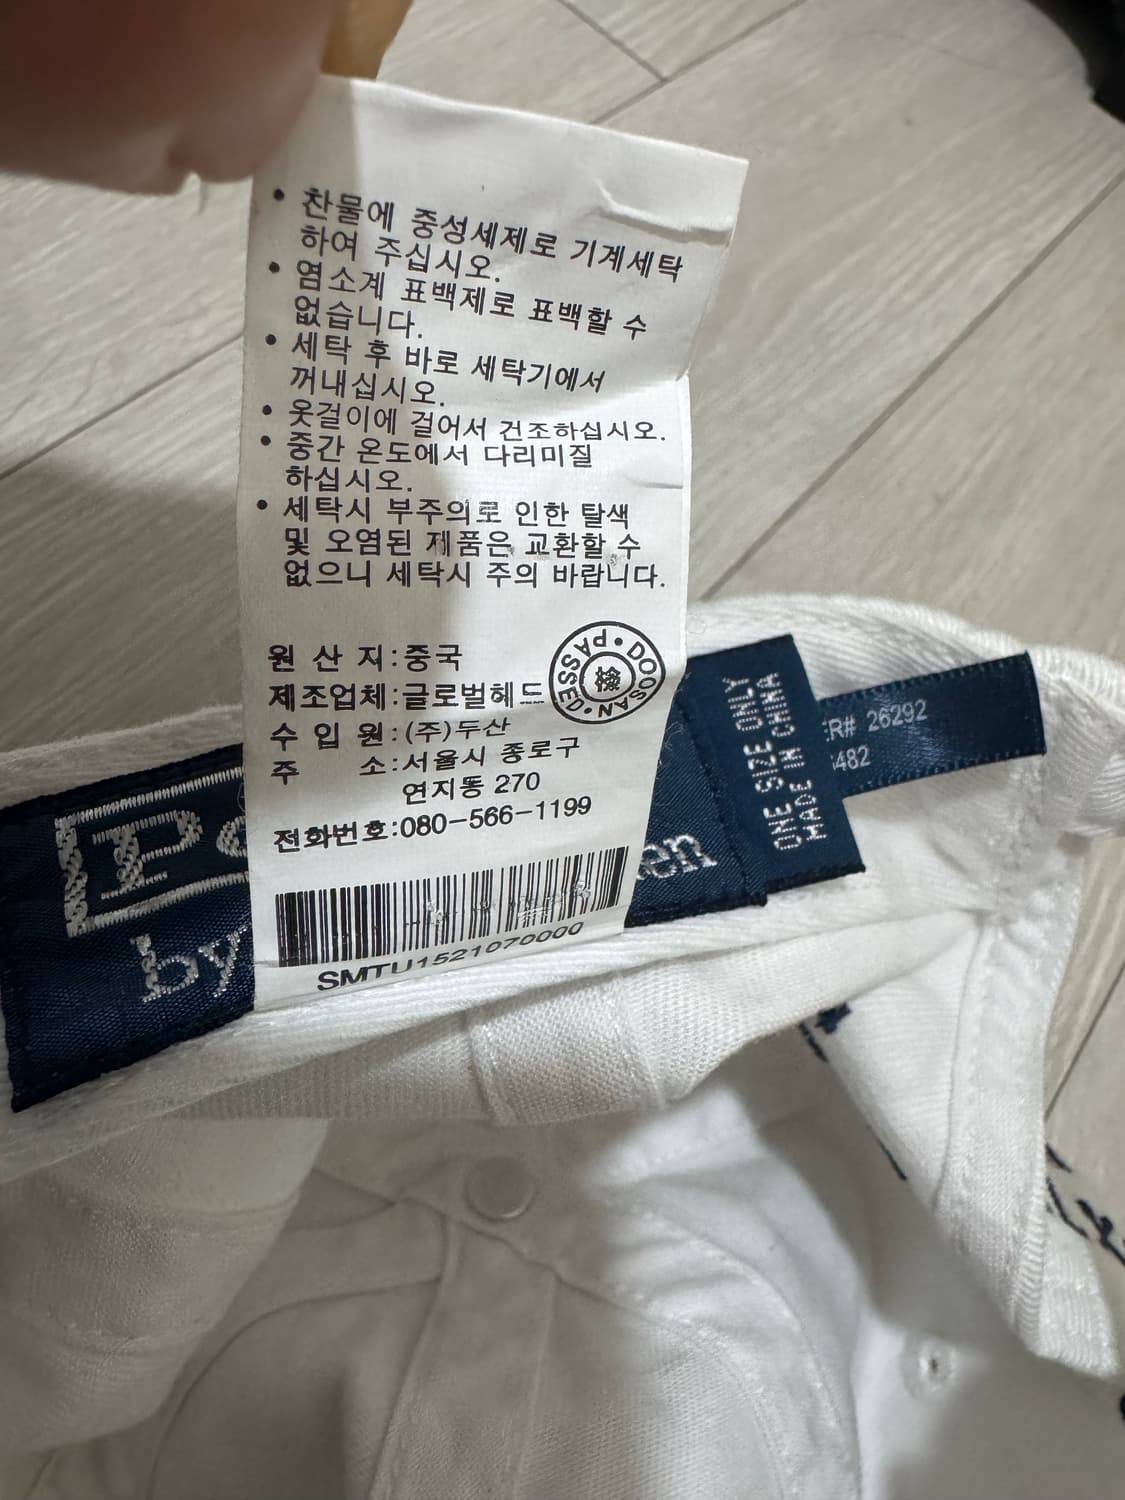 • 찬물에 중성세제로 기계세탁
하여 주십시오.
• 염소계 표백제로 표백할 수
없습니다.
• 세탁 후 바로 세탁기에서
꺼내십시오.
• 옷걸이에 걸어서 건조하십시오.
• 중간 온도에서 다리미질
하십시오.
• 세탁시 부주의로 인한 탈색
및 오염된 제품은 교환할 수
없으니 세탁시 주의 바랍니다.
원 산 지:중국
제조업체:글로벌헤드
수 입 원:(주)두산
주 소:서울시 종로구
연지동 270
전화번호:080-566-1199
PASSED • DOOSAN •
檢
SMTU1521070000
by
ONE SIZE ONLY
MADE IN CHINA
R# 26292
482